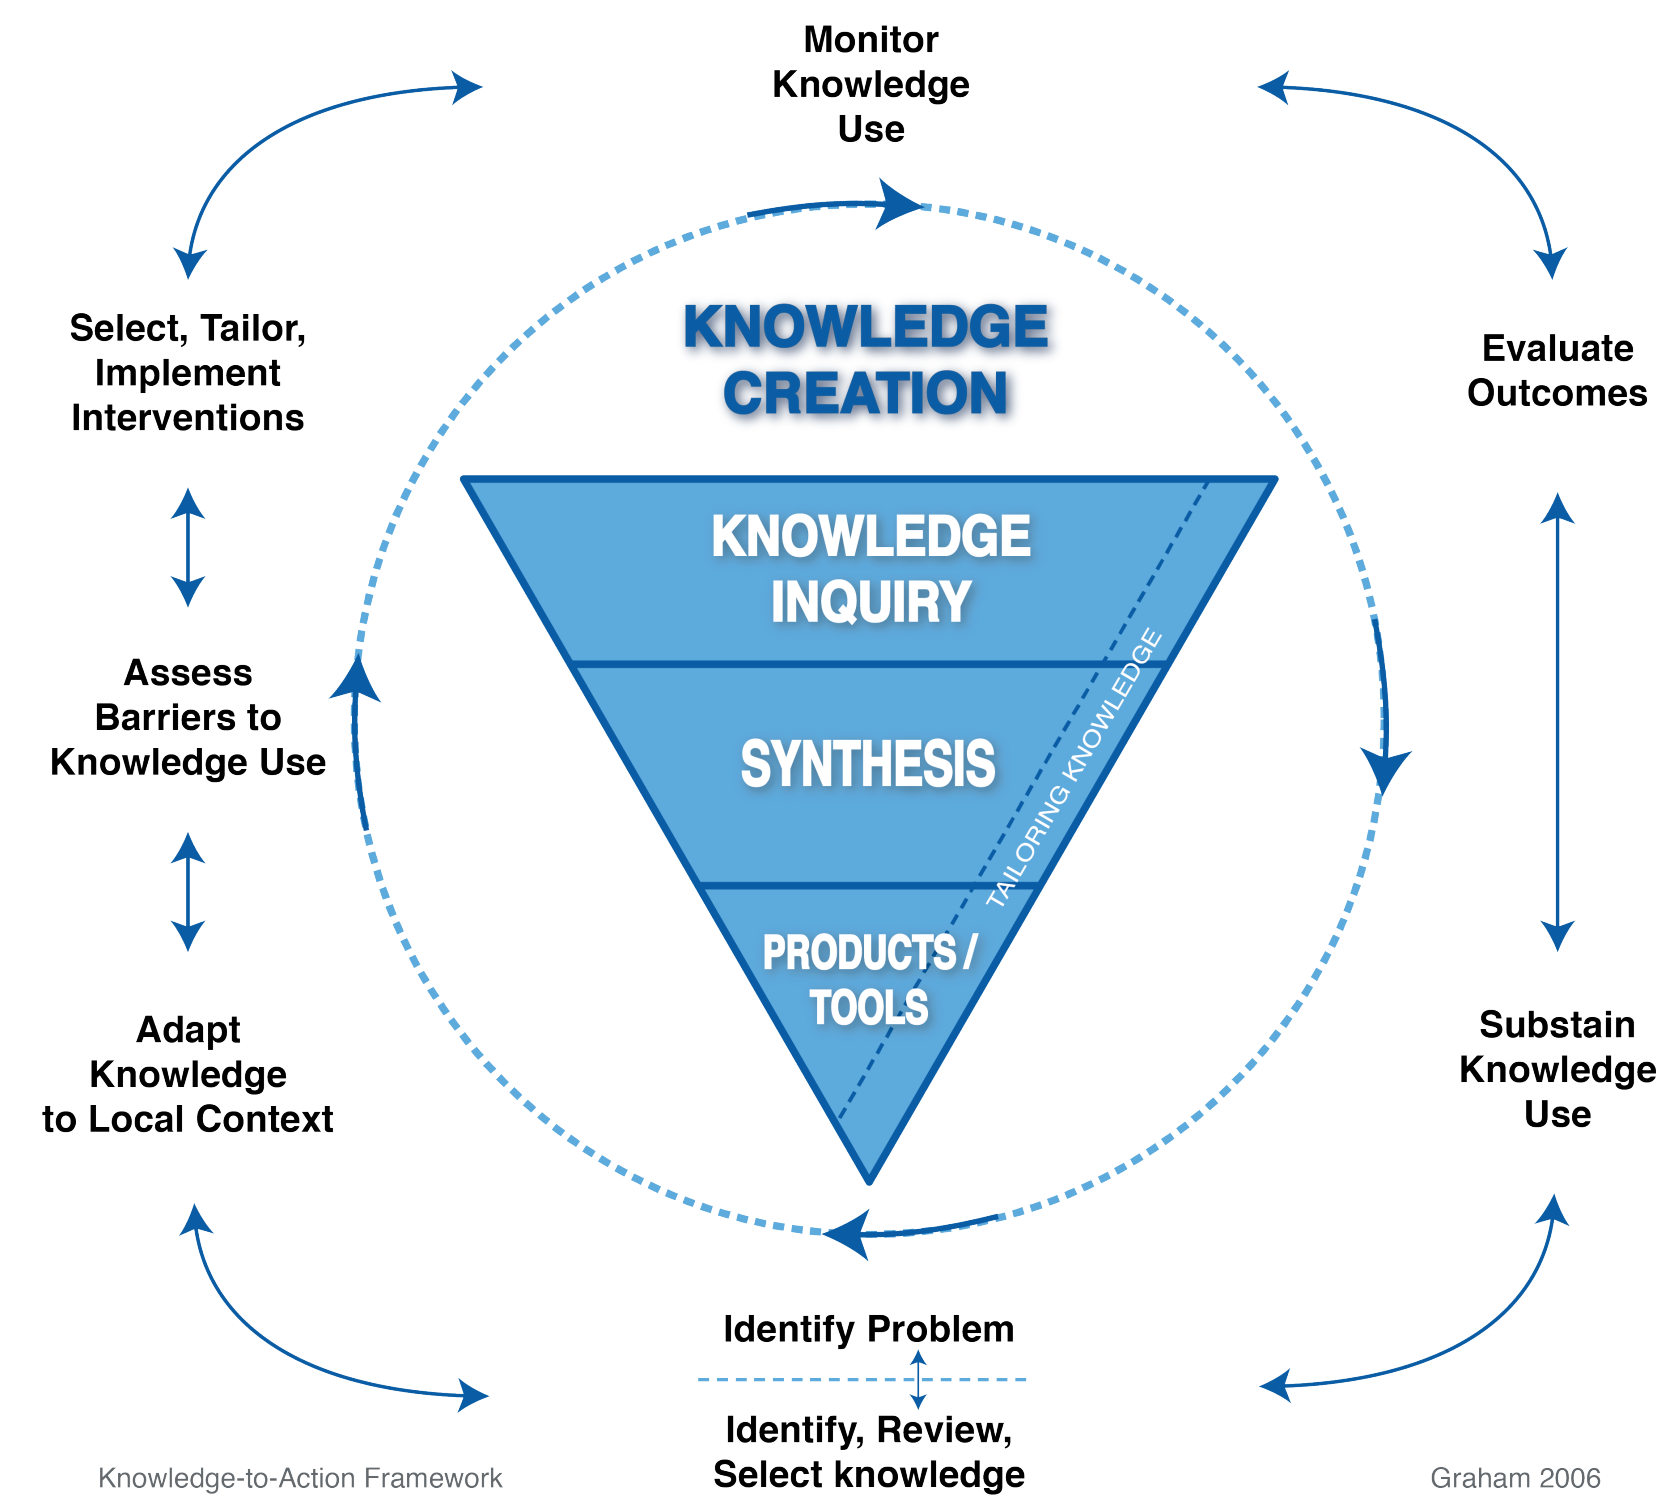 Monitor
Knowledge
Use
Select, Tailor,
Implement
Interventions
Evaluate
Outcomes
KNOWLEDGE
CREATION
KNOWLEDGE
INQUIRY
SYNTHESIS
PRODUCTS /
TOOLS
TAILORING KNOWLEDGE
Assess
Barriers to
Knowledge Use
Adapt
Knowledge
to Local Context
Substain
Knowledge
Use
Identify Problem
Identify, Review,
Select knowledge
Knowledge-to-Action Framework
Graham 2006